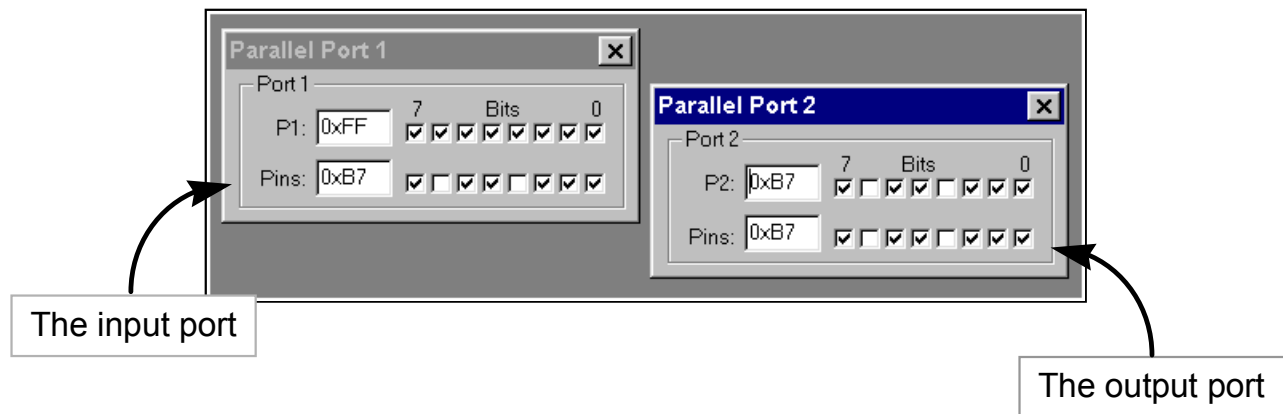 Parallel Port 1
Port 1
7 Bits 0
P1: 0xFF
Pins: 0xB7
Parallel Port 2
Port 2
7 Bits 0
P2: 0xB7
Pins: 0xB7
The input port
The output port